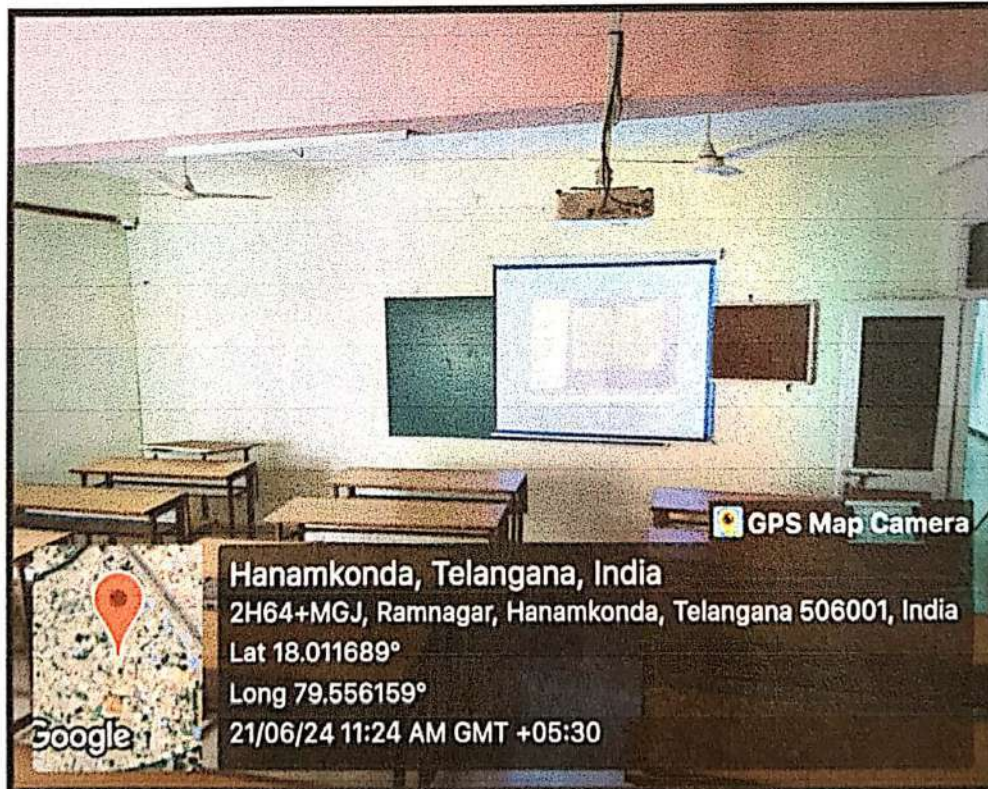 GPS Map Camera
Hanamkonda, Telangana, India
2H64+MGJ, Ramnagar, Hanamkonda, Telangana 506001, India
Lat 18.011689°
Long 79.556159°
21/06/24 11:24 AM GMT +05:30
Google